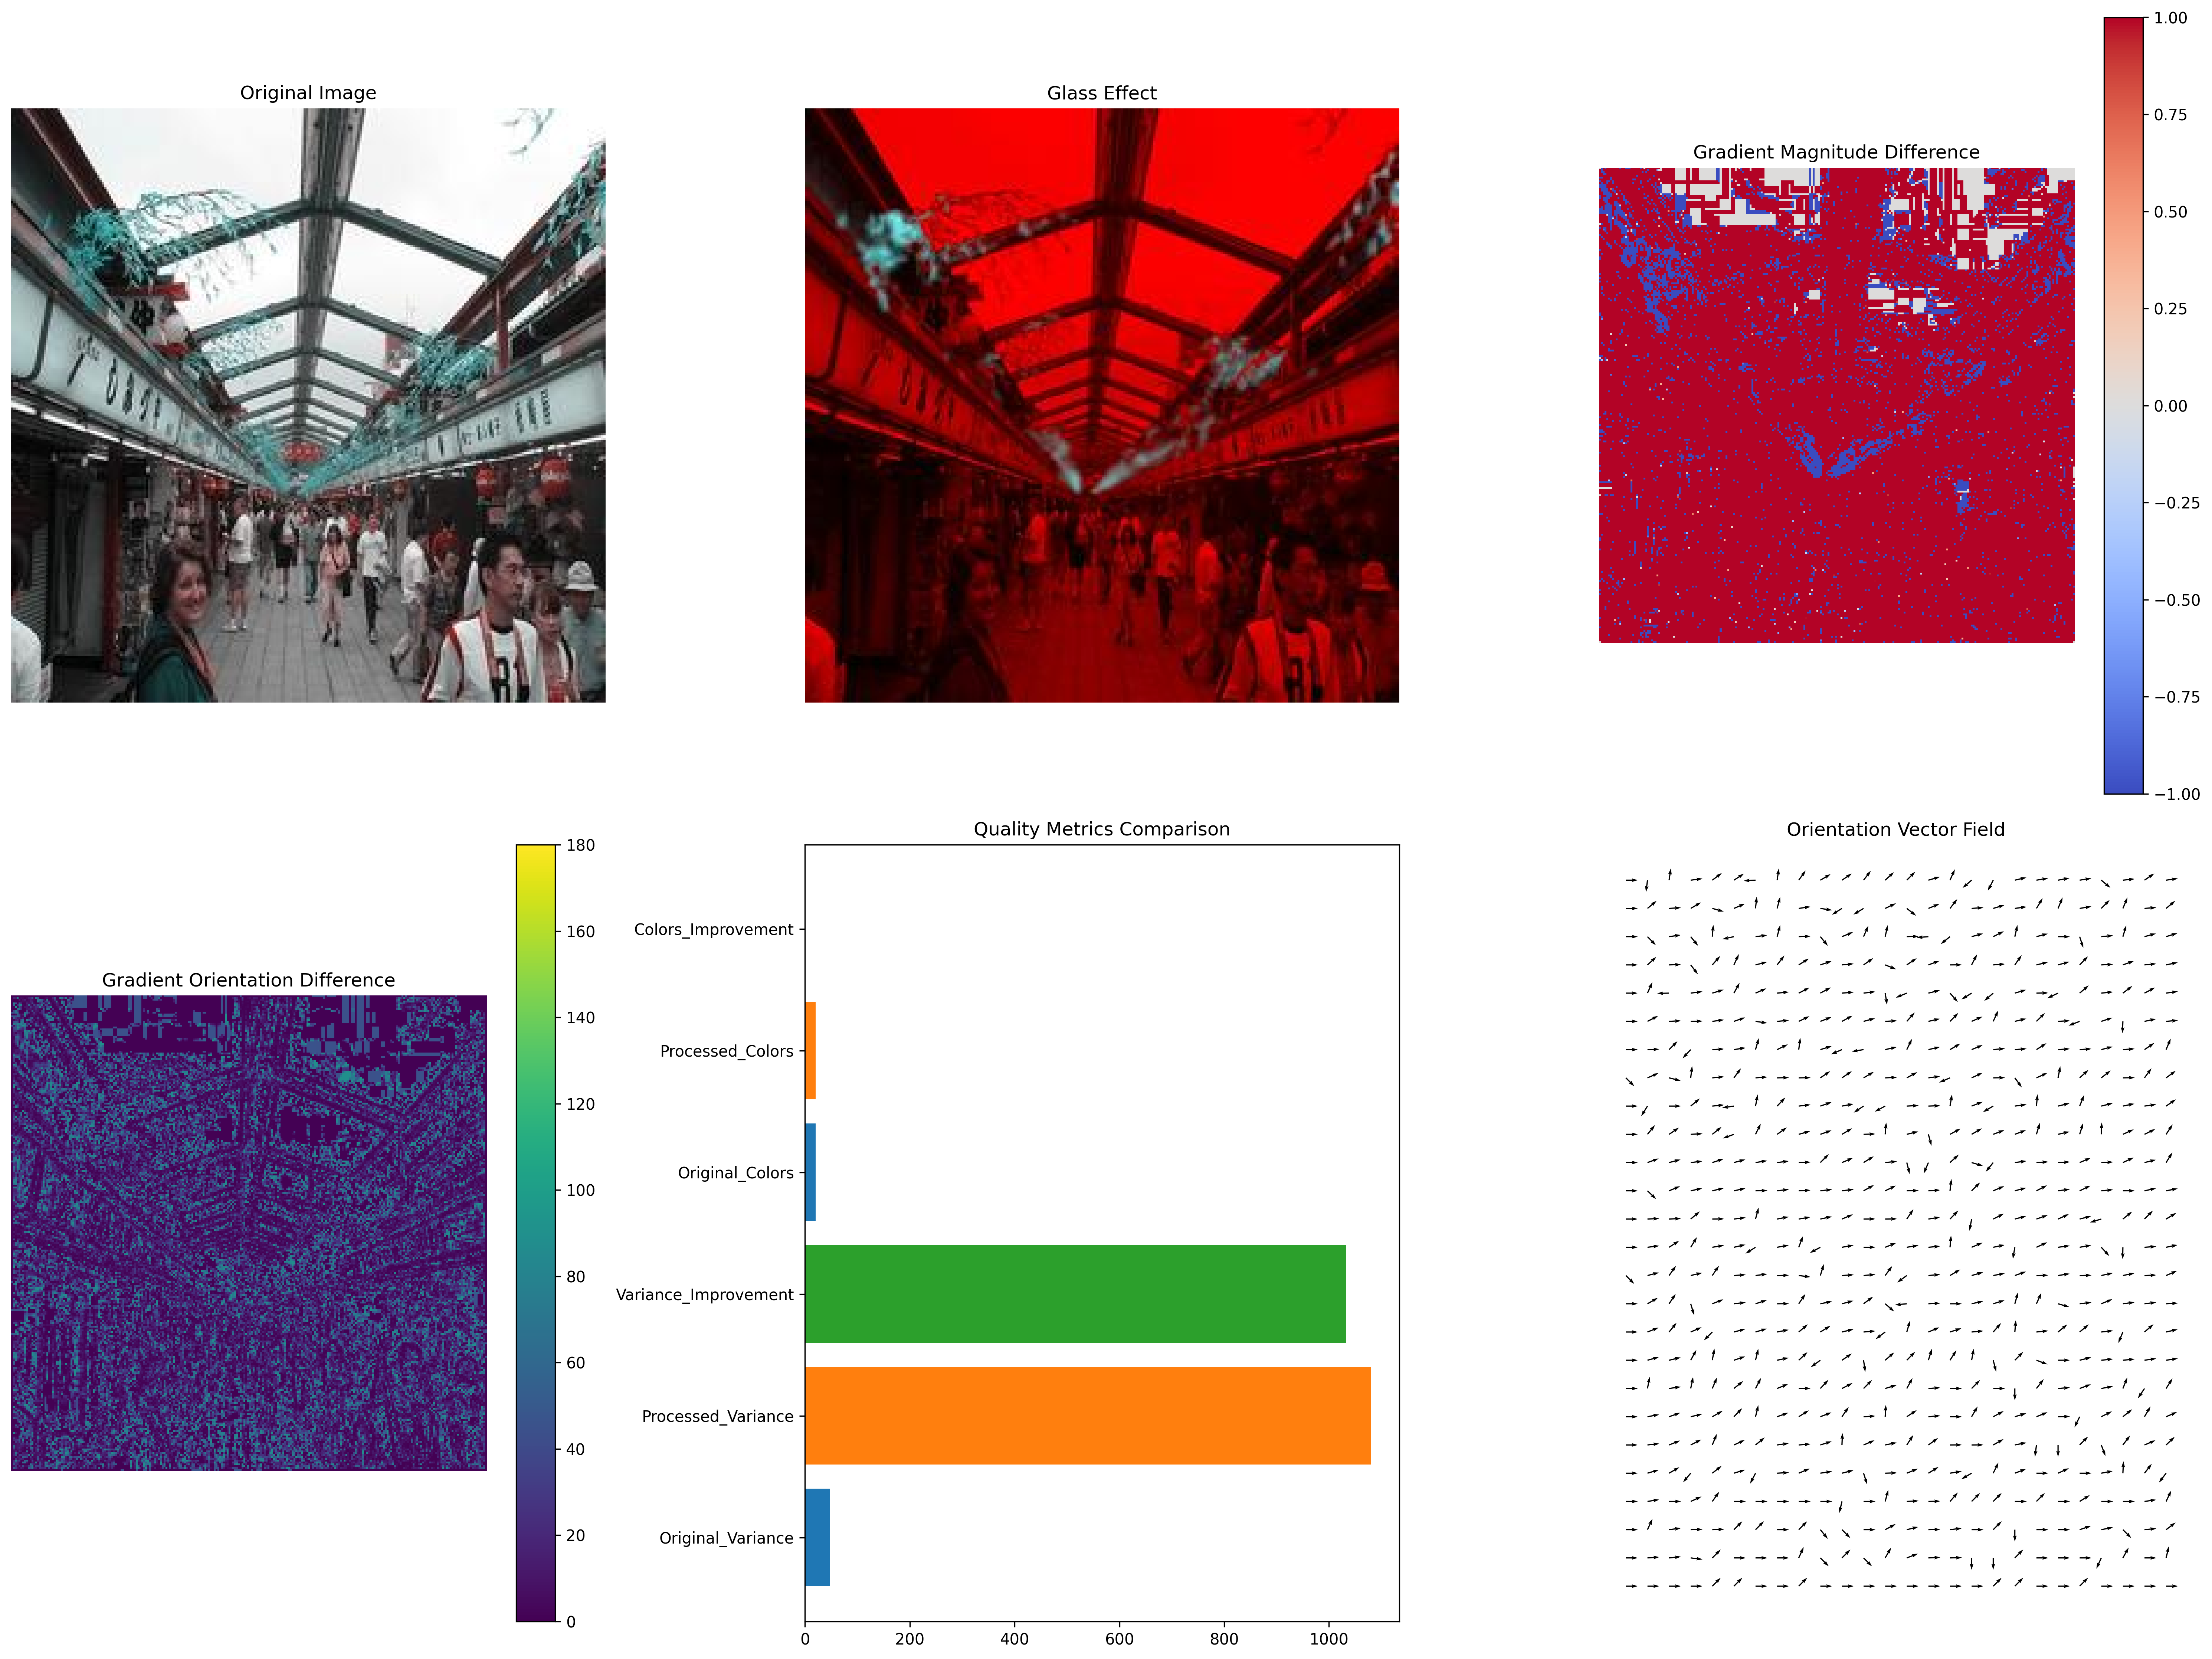 Original Image
Glass Effect
Gradient Magnitude Difference
1.00
0.75
0.50
0.25
0.00
−0.25
−0.50
−0.75
−1.00
Gradient Orientation Difference
180
160
140
120
100
80
60
40
20
0
Quality Metrics Comparison
Colors_Improvement
Processed_Colors
Original_Colors
Variance_Improvement
Processed_Variance
Original_Variance
0 200 400 600 800 1000
Orientation Vector Field